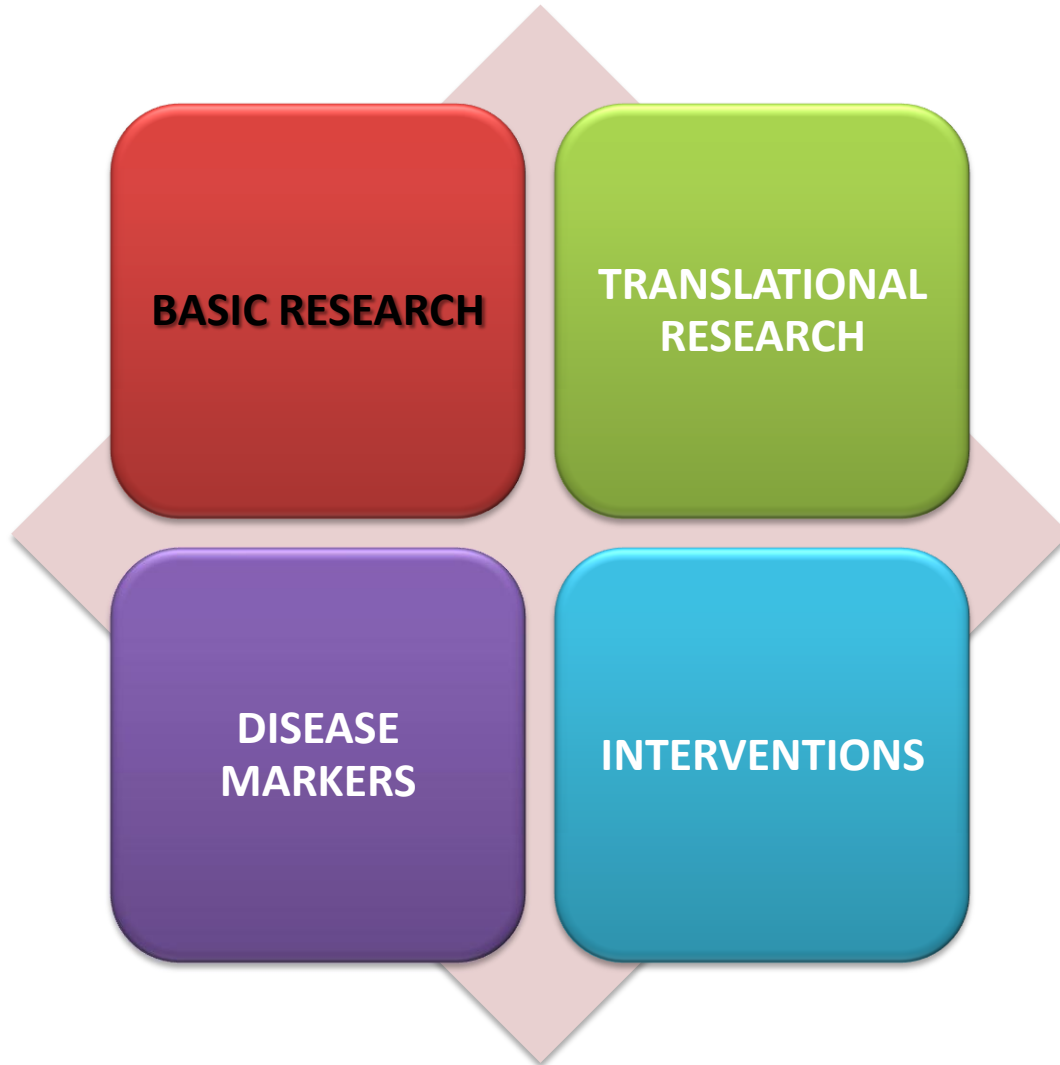 BASIC RESEARCH
TRANSLATIONAL
RESEARCH
DISEASE
MARKERS
INTERVENTIONS